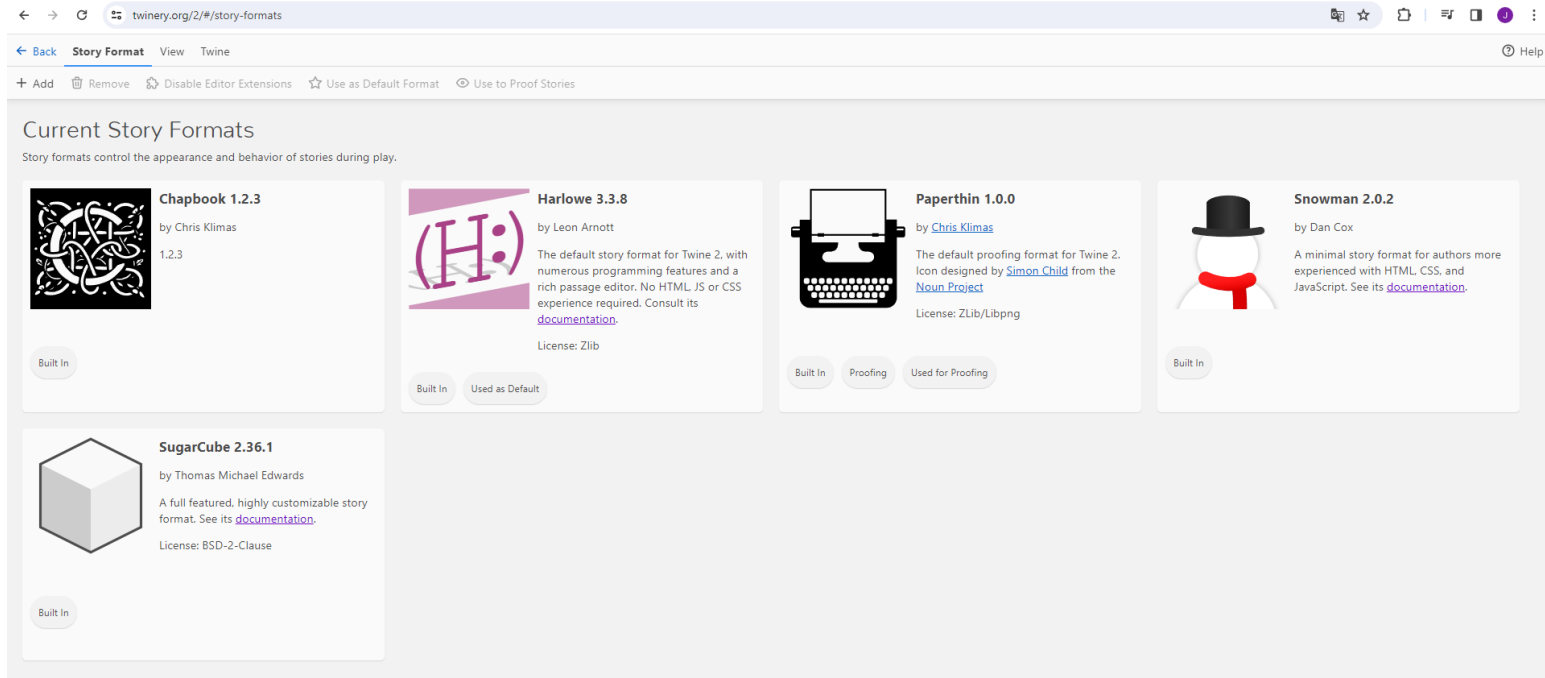 twinery.org/2/#/story-formats
J
Back Story Format View Twine Help
Add Remove Disable Editor Extensions Use as Default Format Use to Proof Stories
Current Story Formats
Story formats control the appearance and behavior of stories during play.
Chapbook 1.2.3
by Chris Klimas
1.2.3
Built In
(H:)
Harlowe 3.3.8
by Leon Arnott
The default story format for Twine 2, with
numerous programming features and a
rich passage editor. No HTML, JS or CSS
experience required. Consult its
documentation.
License: Zlib
Built In Used as Default
Paperthin 1.0.0
by Chris Klimas
The default proofing format for Twine 2.
Icon designed by Simon Child from the
Noun Project
License: ZLib/Libpng
Built In Proofing Used for Proofing
Snowman 2.0.2
by Dan Cox
A minimal story format for authors more
experienced with HTML, CSS, and
JavaScript. See its documentation.
Built In
SugarCube 2.36.1
by Thomas Michael Edwards
A full featured, highly customizable story
format. See its documentation.
License: BSD-2-Clause
Built In